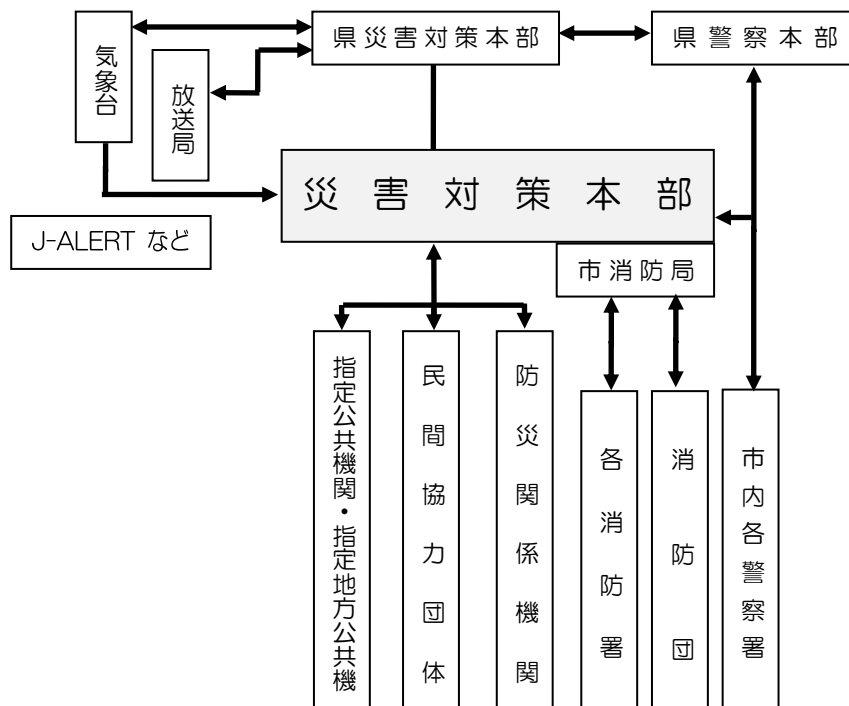 県災害対策本部
県警察本部
気象台
放送局
災害対策本部
J-ALERT など
市消防局
指定公共機関・指定地方公共機
民間協力団体
防災関係機関
各消防署
消防団
市内各警察署